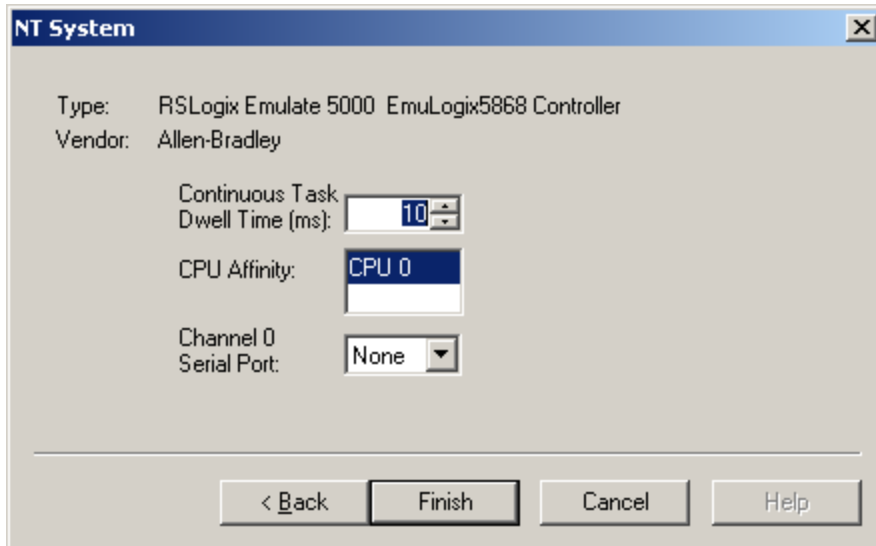 NT System
Type: RSLogix Emulate 5000 EmuLogix5868 Controller
Vendor: Allen-Bradley
Continuous Task
Dwell Time (ms): 10
CPU Affinity: CPU 0
Channel 0
Serial Port: None
< Back Finish Cancel Help